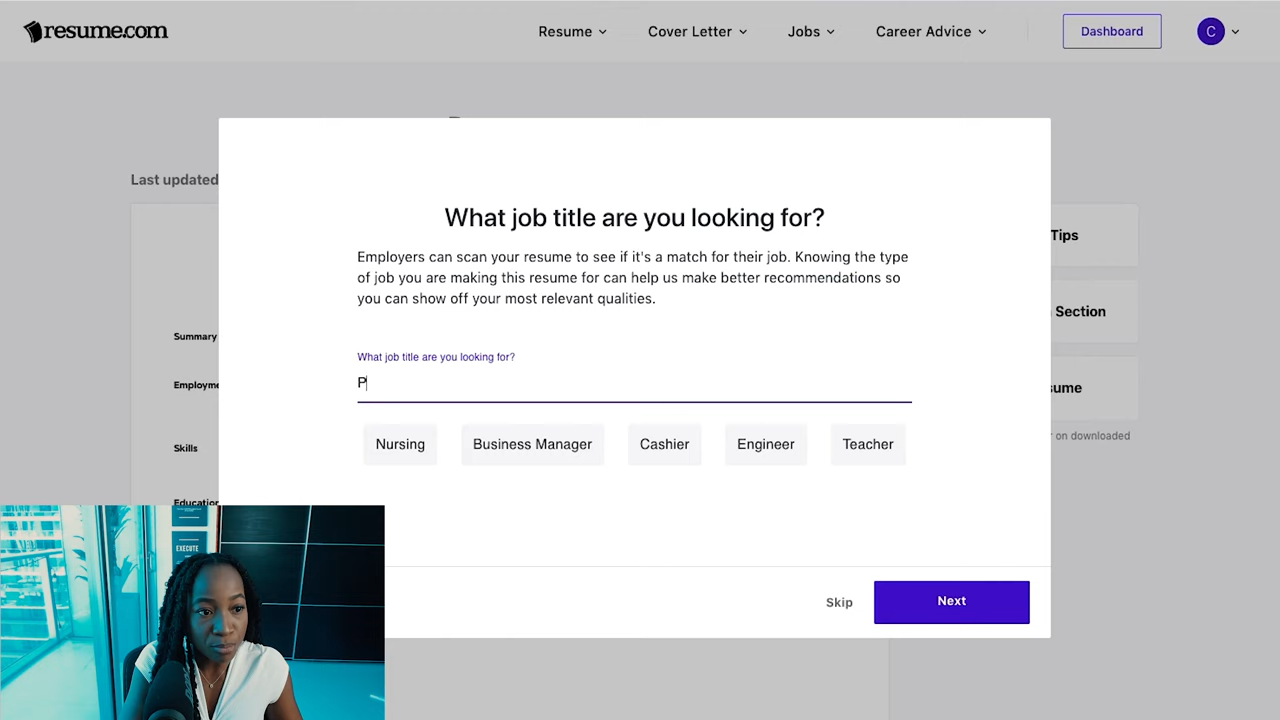 resume.com
Resume
Cover Letter
Jobs
Career Advice
Dashboard
C
Last updated
What job title are you looking for?
Employers can scan your resume to see if it's a match for their job. Knowing the type
of job you are making this resume for can help us make better recommendations so
you can show off your most relevant qualities.
What job title are you looking for?
P
Nursing
Business Manager
Cashier
Engineer
Teacher
Skip
Next
Summary
Employme
Skills
Education
Tips
Section
ume
r on downloaded
EXECUTE